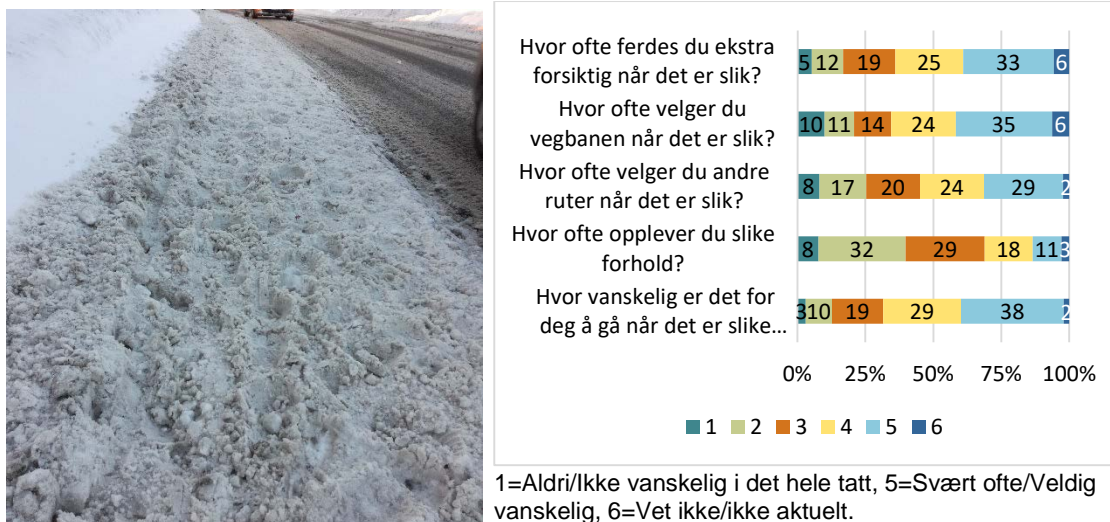 Hvor ofte ferdes du ekstra
forsiktig når det er slik?
5 12 19 25 33 6
Hvor ofte velger du
vegbanen når det er slik?
10 11 14 24 35 6
Hvor ofte velger du andre
ruter når det er slik?
8 17 20 24 29 2
Hvor ofte opplever du slike
forhold?
8 32 29 18 11 3
Hvor vanskelig er det for
deg å gå når det er slike...
3 10 19 29 38 2
0% 25% 50% 75% 100%
1 2 3 4 5 6
1=Aldri/Ikke vanskelig i det hele tatt, 5=Svært ofte/Veldig
vanskelig, 6=Vet ikke/ikke aktuelt.